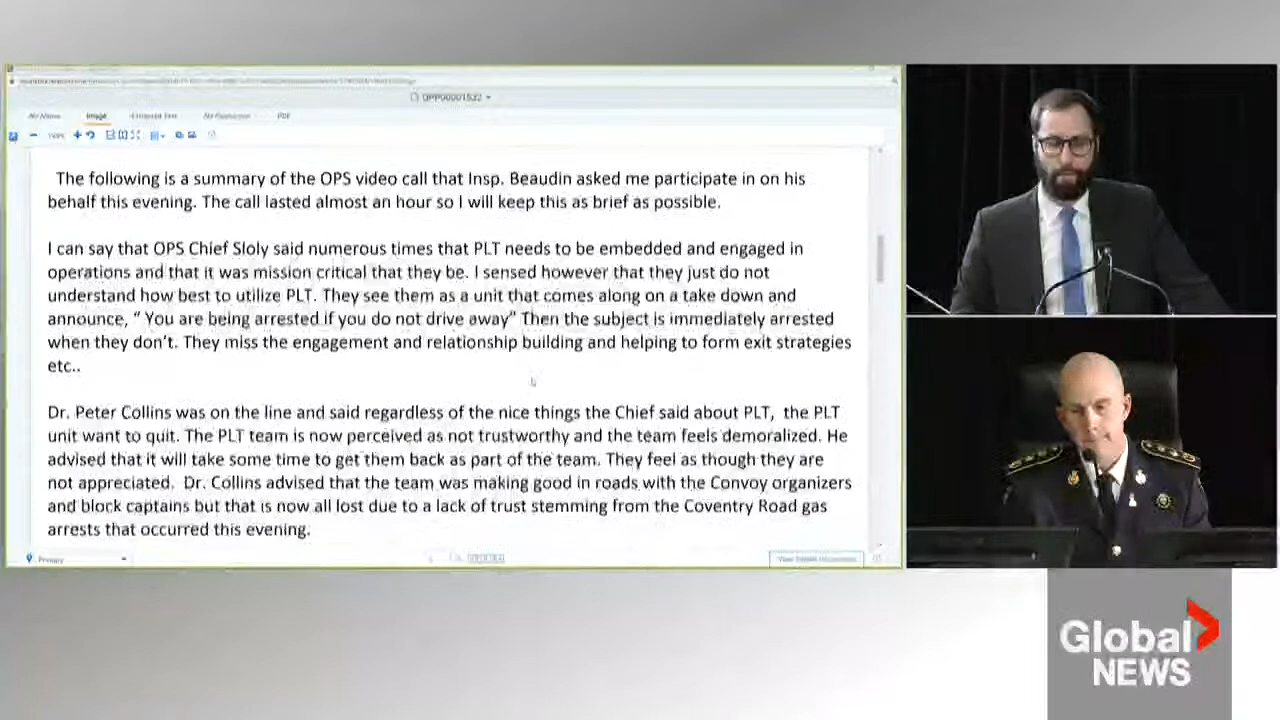 Image
PDF
The following is a summary of the OPS video call that Insp. Beaudin asked me participate in on his
behalf this evening. The call lasted almost an hour so I will keep this as brief as possible.
I can say that OPS Chief Sloly said numerous times that PLT needs to be embedded and engaged in
operations and that it was mission critical that they be. I sensed however that they just do not
understand how best to utilize PLT. They see them as a unit that comes along on a take down and
announce, “ You are being arrested if you do not drive away” Then the subject is immediately arrested
when they don't. They miss the engagement and relationship building and helping to form exit strategies
etc..
Dr. Peter Collins was on the line and said regardless of the nice things the Chief said about PLT, the PLT
unit want to quit. The PLT team is now perceived as not trustworthy and the team feels demoralized. He
advised that it will take some time to get them back as part of the team. They feel as though they are
not appreciated. Dr. Collins advised that the team was making good in roads with the Convoy organizers
and block captains but that is now all lost due to a lack of trust stemming from the Coventry Road gas
arrests that occurred this evening.
Primary
Global
NEWS